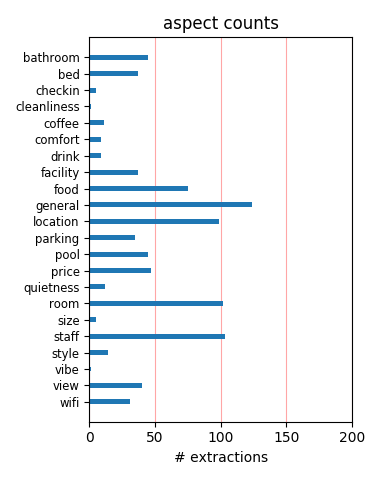 aspect counts
bathroom
bed
checkin
cleanliness
coffee
comfort
drink
facility
food
general
location
parking
pool
price
quietness
room
size
staff
style
vibe
view
wifi
0 50 100 150 200
# extractions